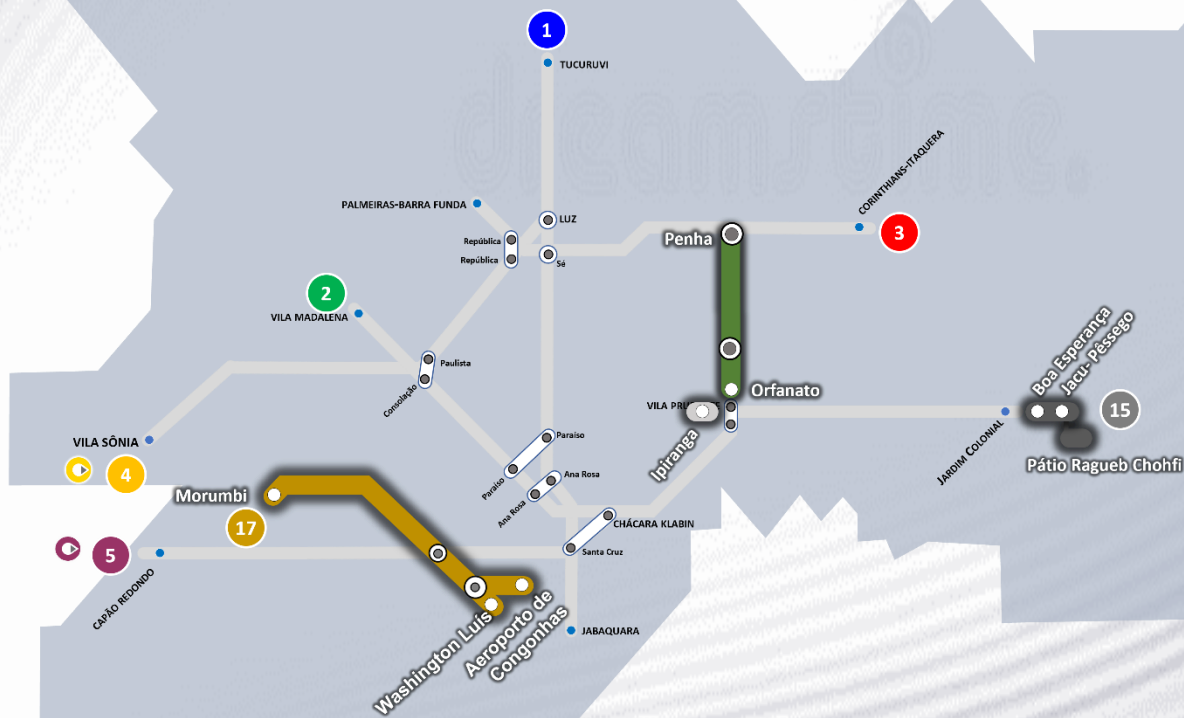 1
TUCURUVI
dreamstime
CORINTHIANS-ITAQUERA
PALMEIRAS-BARRA FUNDA
LUZ
3
Penha
República
República
Sé
2
VILA MADALENA
Boa Esperança
Jacu- Pêssego
Paulista
Consolação
Orfanato
VILA PRU
15
Ipiranga
JARDIM COLONIAL
VILA SÔNIA
4
Paraíso
Paraíso
Ana Rosa
Ana Rosa
Pátio Ragueb Chohfi
Morumbi
17
CHÁCARA KLABIN
Santa Cruz
5
CAPÃO REDONDO
Washington Luís
Aeroporto de
Congonhas
JABAQUARA